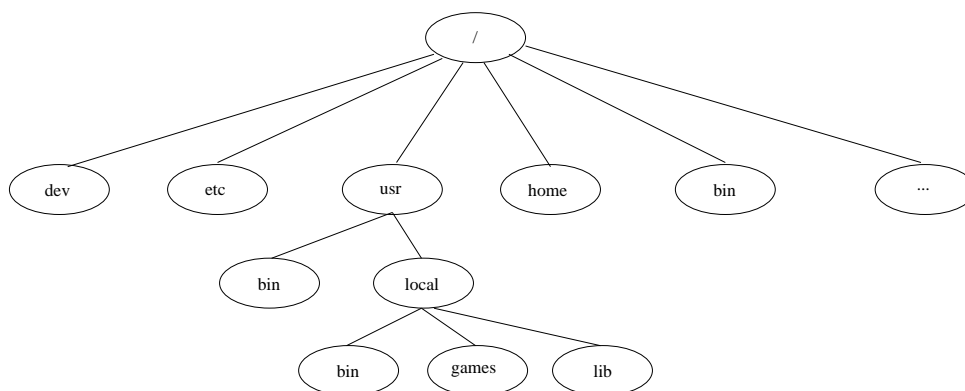 /
dev etc usr home bin ...
bin local
bin games lib